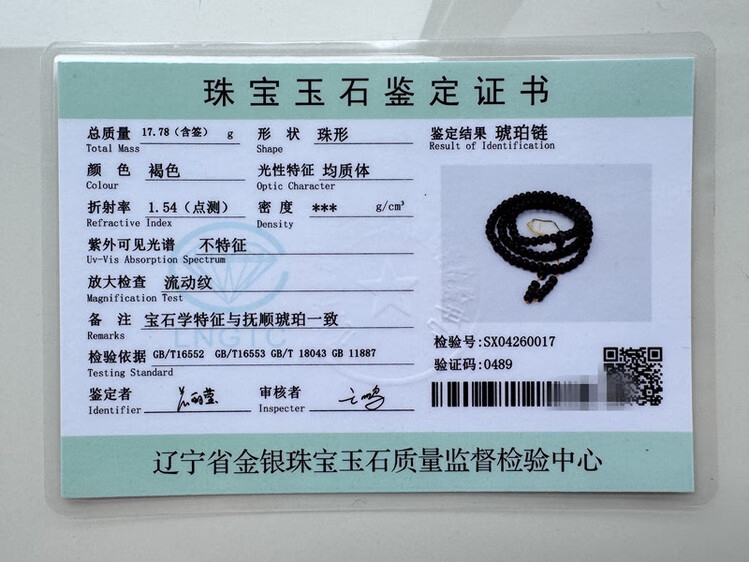 珠宝玉石鉴定证书
总质量 17.78（含签） g 形状 珠形 鉴定结果 琥珀链
Total Mass Shape Result of Identification
颜色 褐色 光性特征 均质体
Colour Optic Character
折射率 1.54（点测） 密度 *** g/cm³
Refractive Index Density
紫外可见光谱 不特征
Uv-Vis Absorption Spectrum
放大检查 流动纹
Magnification Test
备注 宝石学特征与抚顺琥珀一致
Remarks
LNGTC
检验号:SX04260017
检验依据 GB/T16552 GB/T16553 GB/T 18043 GB 11887
Testing Standard
验证码:0489
鉴定者 审核者
Identifier Inspector
辽宁省金银珠宝玉石质量监督检验中心